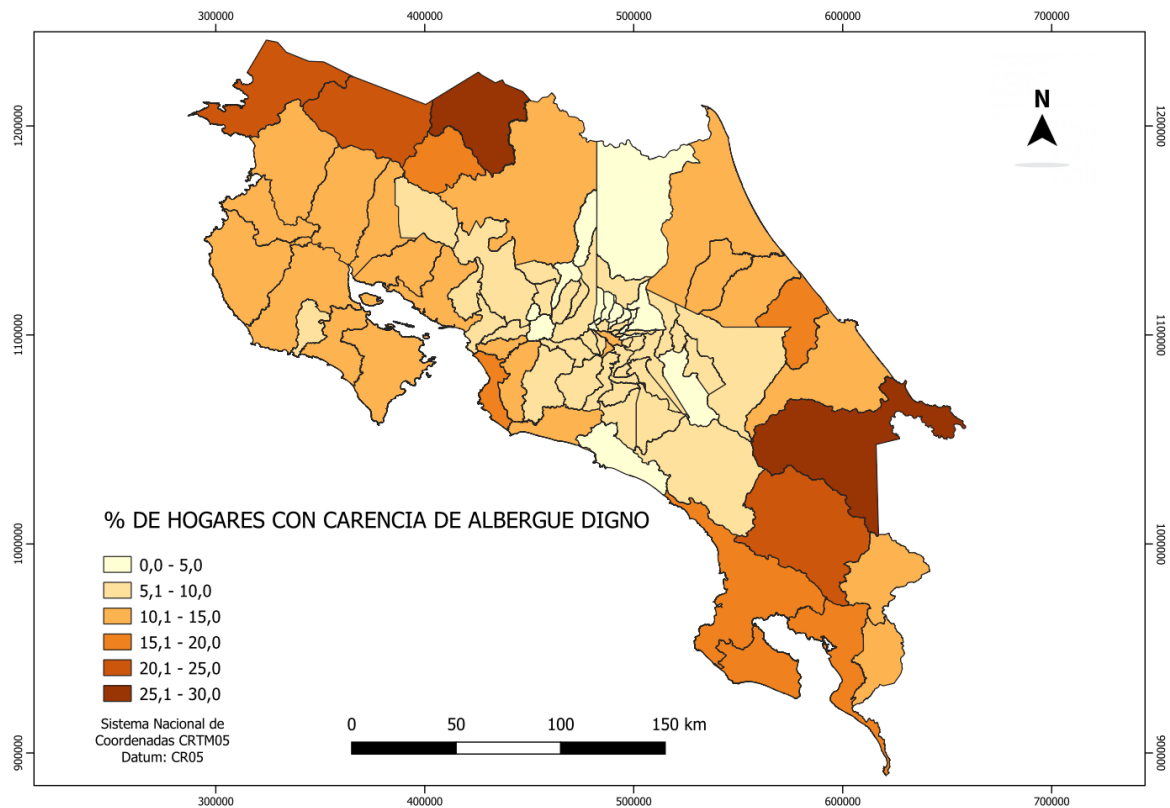 300000 400000 500000 600000 700000
1200000
1200000
N
1100000
1100000
1000000
1000000
900000
900000
% DE HOGARES CON CARENCIA DE ALBERGUE DIGNO
0,0 - 5,0
5,1 - 10,0
10,1 - 15,0
15,1 - 20,0
20,1 - 25,0
25,1 - 30,0
Sistema Nacional de
Coordenadas CRTM05
Datum: CR05
0 50 100 150 km
300000 400000 500000 600000 700000